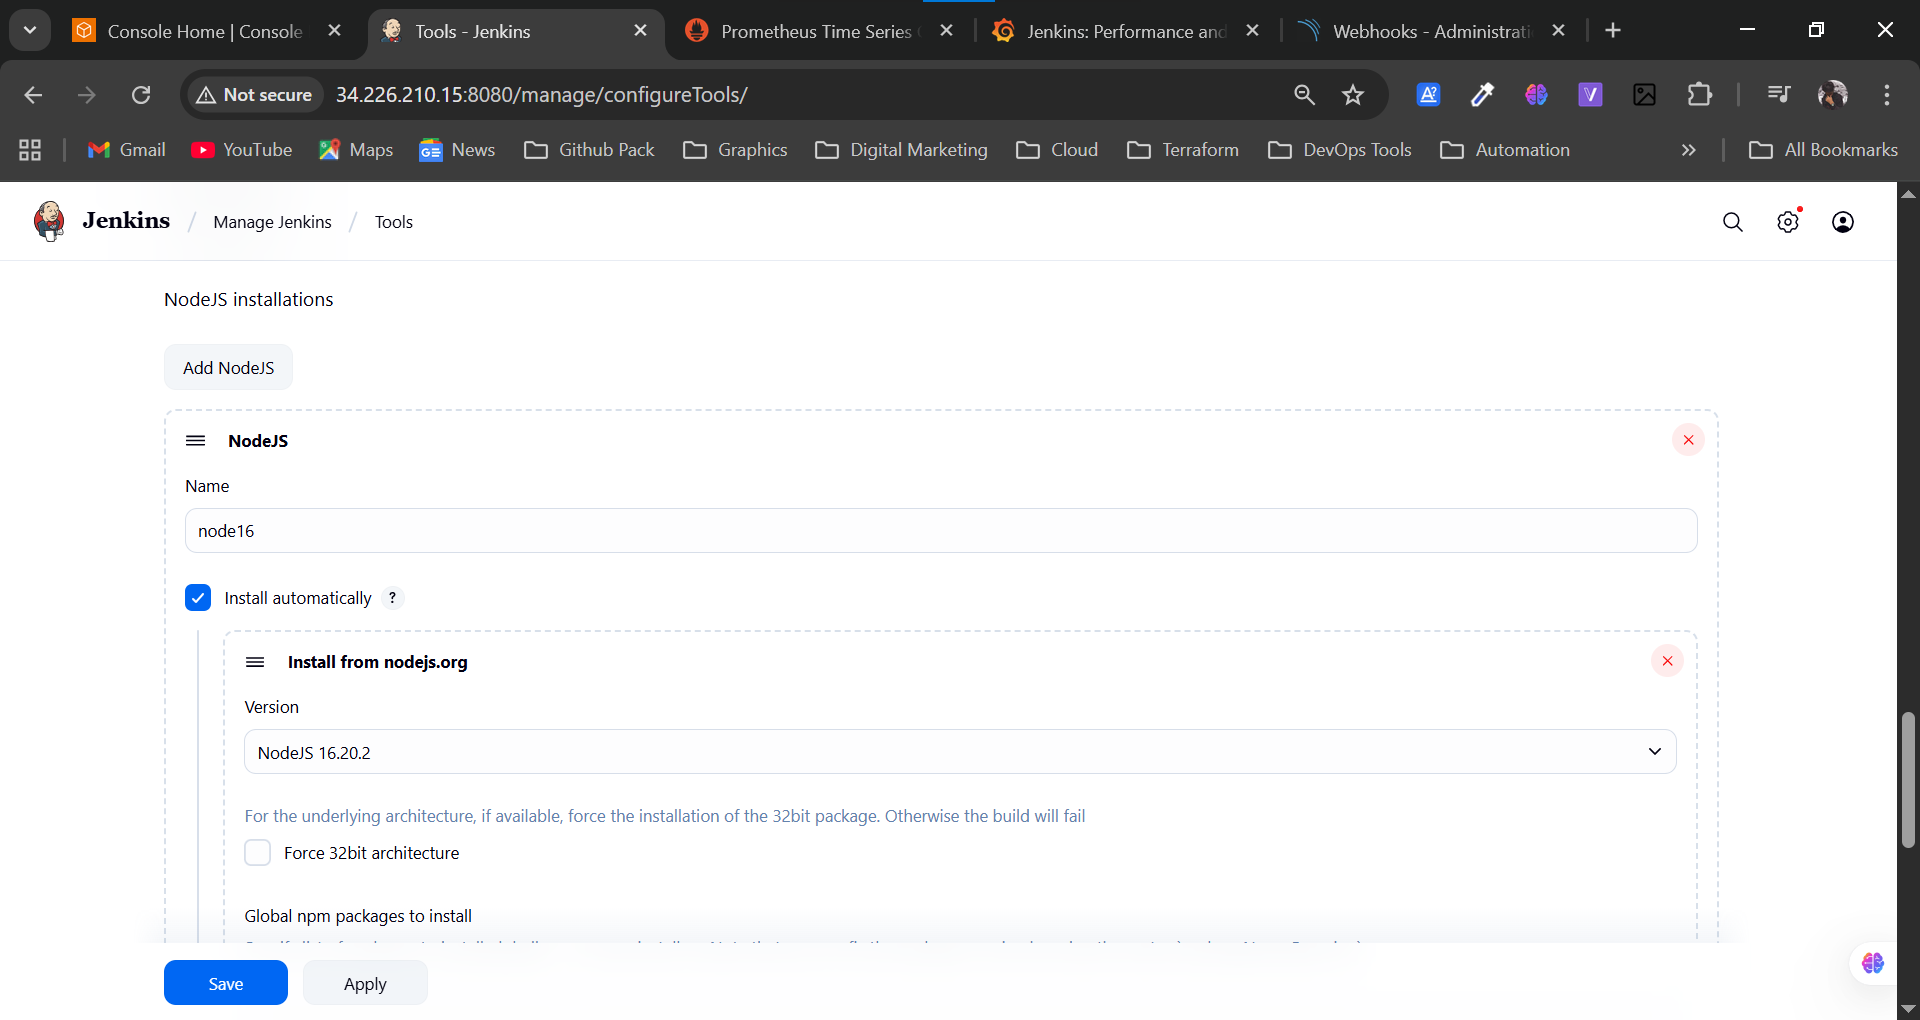 Console Home | Console
Tools - Jenkins
Prometheus Time Series
Jenkins: Performance and
Webhooks - Administrati
Not secure
34.226.210.15:8080/manage/configureTools/
Gmail
YouTube
Maps
News
Github Pack
Graphics
Digital Marketing
Cloud
Terraform
DevOps Tools
Automation
All Bookmarks
Jenkins / Manage Jenkins / Tools
NodeJS installations
Add NodeJS
NodeJS
Name
node16
Install automatically ?
Install from nodejs.org
Version
NodeJS 16.20.2
For the underlying architecture, if available, force the installation of the 32bit package. Otherwise the build will fail
Force 32bit architecture
Global npm packages to install
Save
Apply